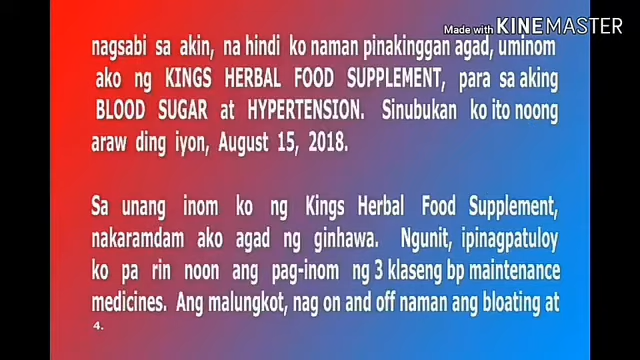 Made with KINEMASTER
nagsabi sa akin, na hindi ko naman pinakinggan agad, uminom
ako ng KINGS HERBAL FOOD SUPPLEMENT, para sa aking
BLOOD SUGAR at HYPERTENSION. Sinubukan ko ito noong
araw ding iyon, August 15, 2018.
Sa unang inom ko ng Kings Herbal Food Supplement,
nakaramdam ako agad ng ginhawa. Ngunit, ipinagpatuloy
ko pa rin noon ang pag-inom ng 3 klaseng bp maintenance
medicines. Ang malungkot, nag on and off naman ang bloating at
4.